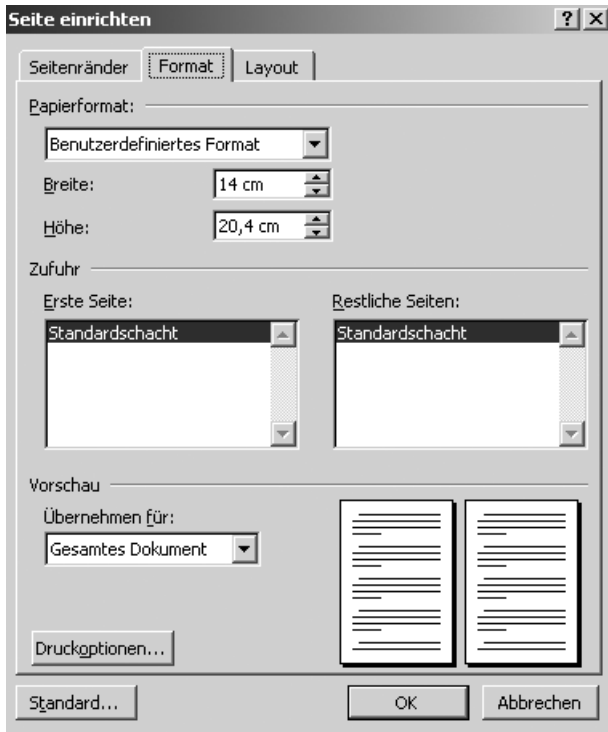 Seite einrichten
Seitenränder Format Layout
Papierformat:
Benutzerdefiniertes Format
Breite: 14 cm
Höhe: 20,4 cm
Zufuhr
Erste Seite: Restliche Seiten:
Standardschacht Standardschacht
Vorschau
Übernehmen für:
Gesamtes Dokument
Druckoptionen...
Standard... OK Abbrechen